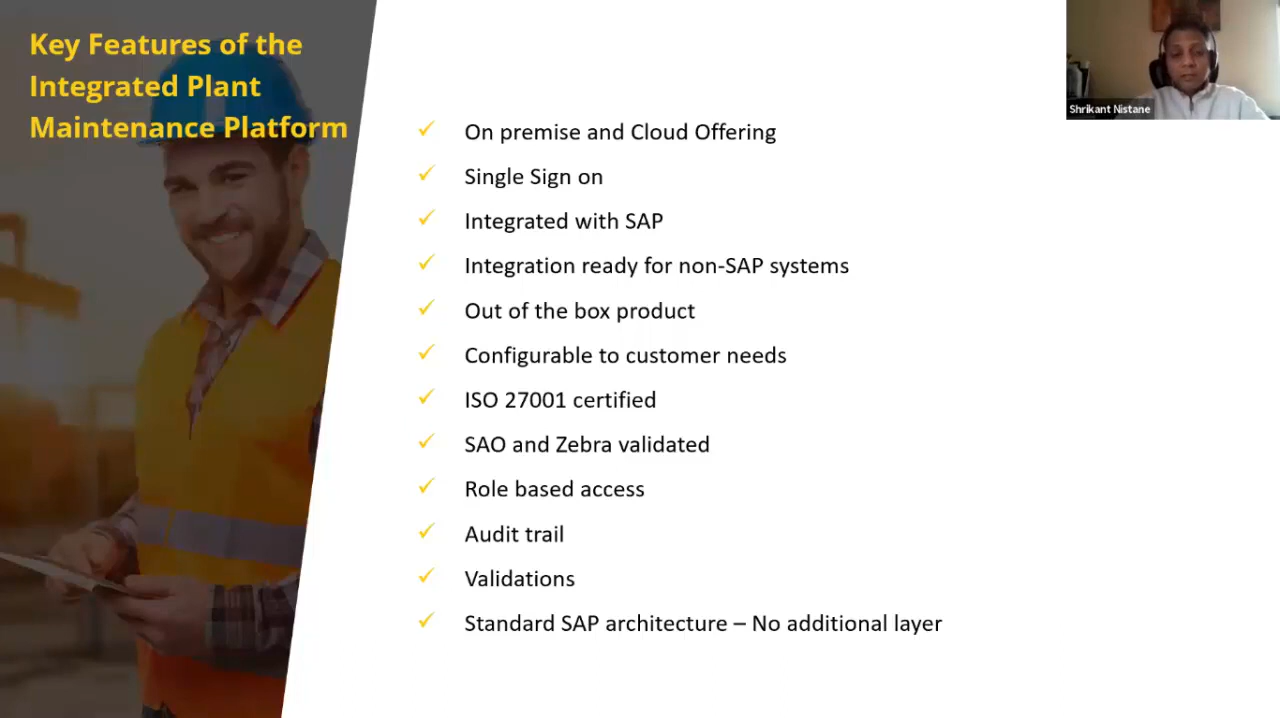 Key Features of the
Integrated Plant
Maintenance Platform
On premise and Cloud Offering
Single Sign on
Integrated with SAP
Integration ready for non-SAP systems
Out of the box product
Configurable to customer needs
ISO 27001 certified
SAO and Zebra validated
Role based access
Audit trail
Validations
Standard SAP architecture – No additional layer
Shrikant Nistane